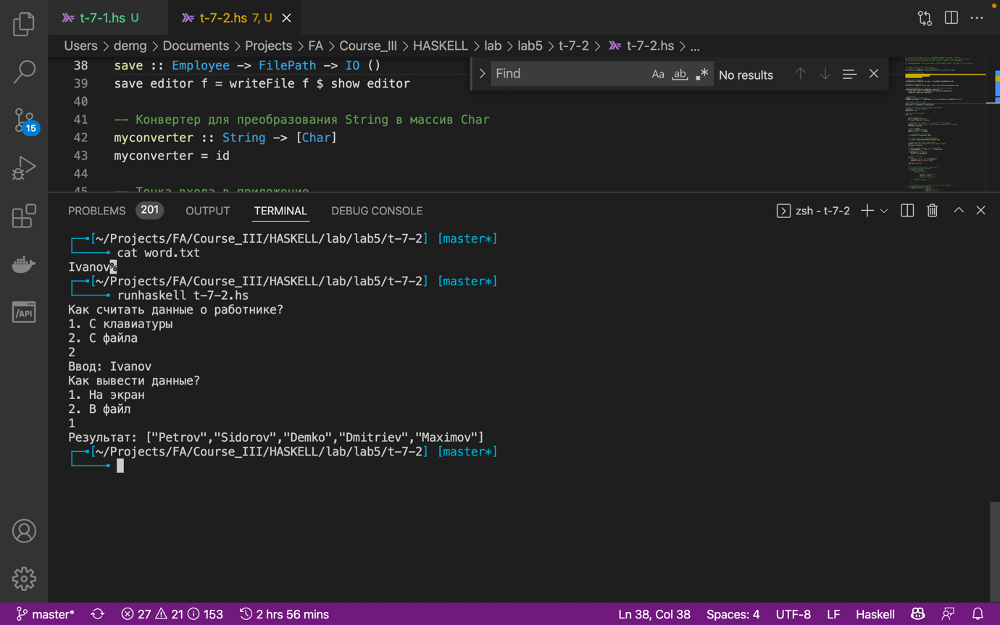 t-7-1.hs U
t-7-2.hs 7, U
Users > demg > Documents > Projects > FA > Course_III > HASKELL > lab > lab5 > t-7-2 > t-7-2.hs > ...
Find Aa ab, .* No results
38 save :: Employee -> FilePath -> IO ()
39 save editor f = writeFile f $ show editor
40
41 -- Конвертер для преобразования String в массив Char
42 myconverter :: String -> [Char]
43 myconverter = id
44
45 -- Точка входа в приложение
15
PROBLEMS 201 OUTPUT TERMINAL DEBUG CONSOLE zsh - t-7-2
[~/Projects/FA/Course_III/HASKELL/lab/lab5/t-7-2] [master*]
cat word.txt
Ivanov%
[~/Projects/FA/Course_III/HASKELL/lab/lab5/t-7-2] [master*]
runhaskell t-7-2.hs
Как считать данные о работнике?
1. С клавиатуры
2. С файла
2
Ввод: Ivanov
Как вывести данные?
1. На экран
2. В файл
1
Результат: ["Petrov","Sidorov","Demko","Dmitriev","Maximov"]
[~/Projects/FA/Course_III/HASKELL/lab/lab5/t-7-2] [master*]
/API
master* 27 21 153 2 hrs 56 mins Ln 38, Col 38 Spaces: 4 UTF-8 LF Haskell